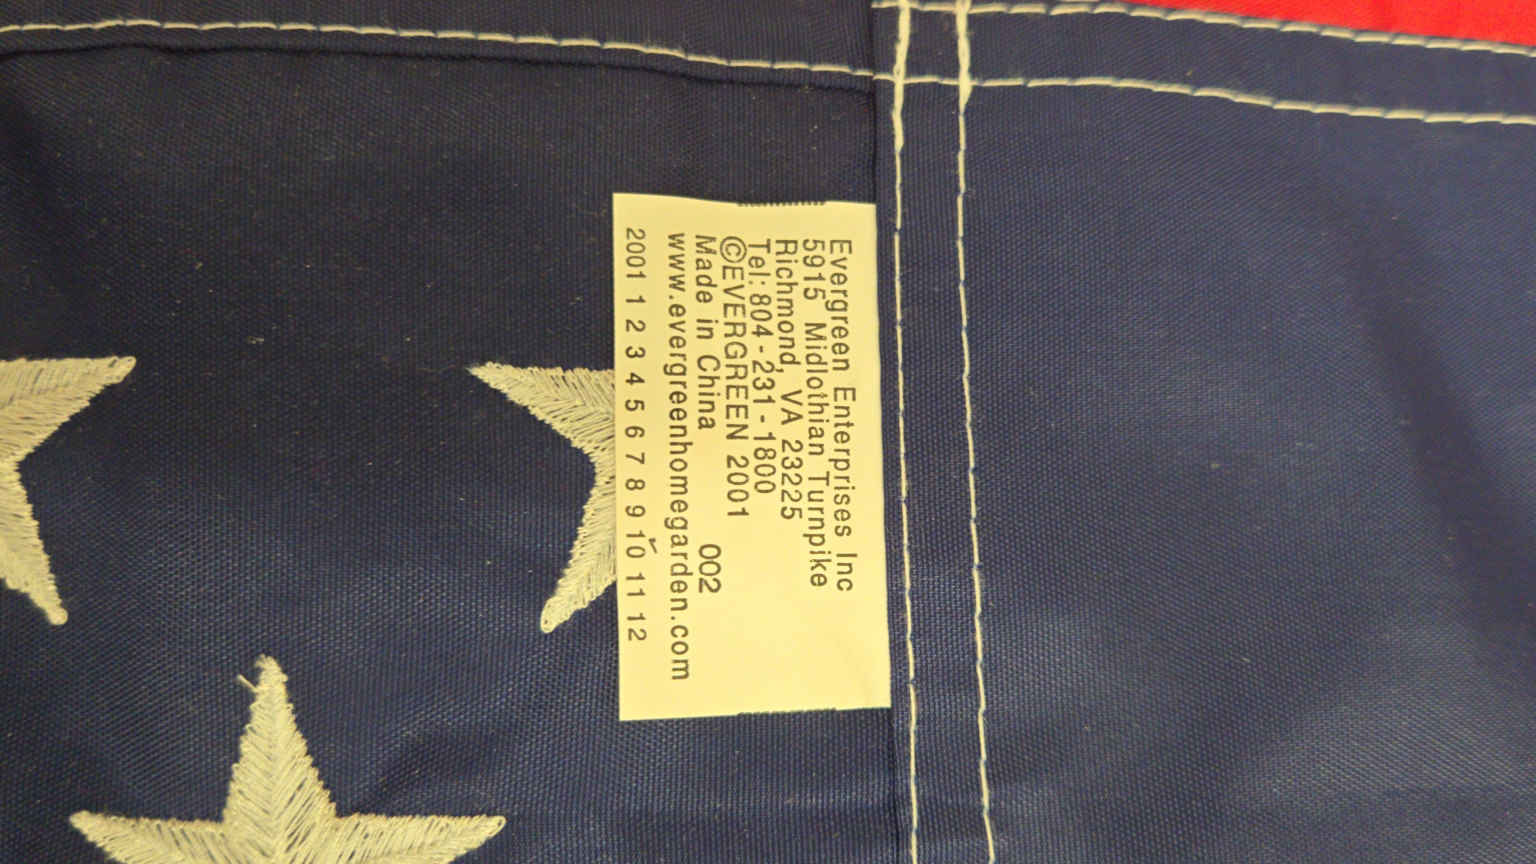 Evergreen Enterprises Inc
5915 Midlothian Turnpike
Richmond, VA 23225
Tel: 804-231-1800
©EVERGREEN 2001
Made in China 002
www.evergreenhomegarden.com
2001 1 2 3 4 5 6 7 8 9 10 11 12